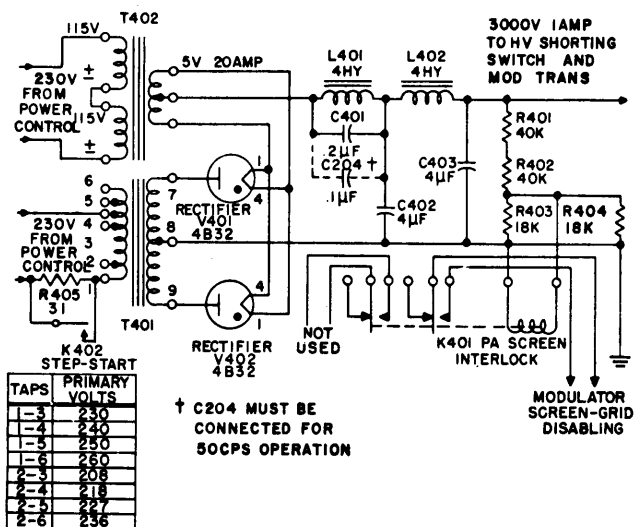 T402
115V
±
230V
FROM
POWER
CONTROL
115V
±
5V 20AMP
L401
4HY
L402
4HY
3000V 1AMP
TO HV SHORTING
SWITCH AND
MOD TRANS
C401
.2µF
C204 †
.1µF
C402
4µF
C403
4µF
R401
40K
R402
40K
R403
18K
R404
18K
1
4
RECTIFIER
V401
4B32
6
5
4
3
2
1
7
8
9
230V
FROM
POWER
CONTROL
R405
31
T401
K402
STEP-START
4
1
RECTIFIER
V402
4B32
NOT
USED
K401 PA SCREEN
INTERLOCK
MODULATOR
SCREEN-GRID
DISABLING
† C204 MUST BE
CONNECTED FOR
50CPS OPERATION
TAPS PRIMARY VOLTS
1-3 230
1-4 240
1-5 250
1-6 260
2-3 208
2-4 218
2-5 227
2-6 236